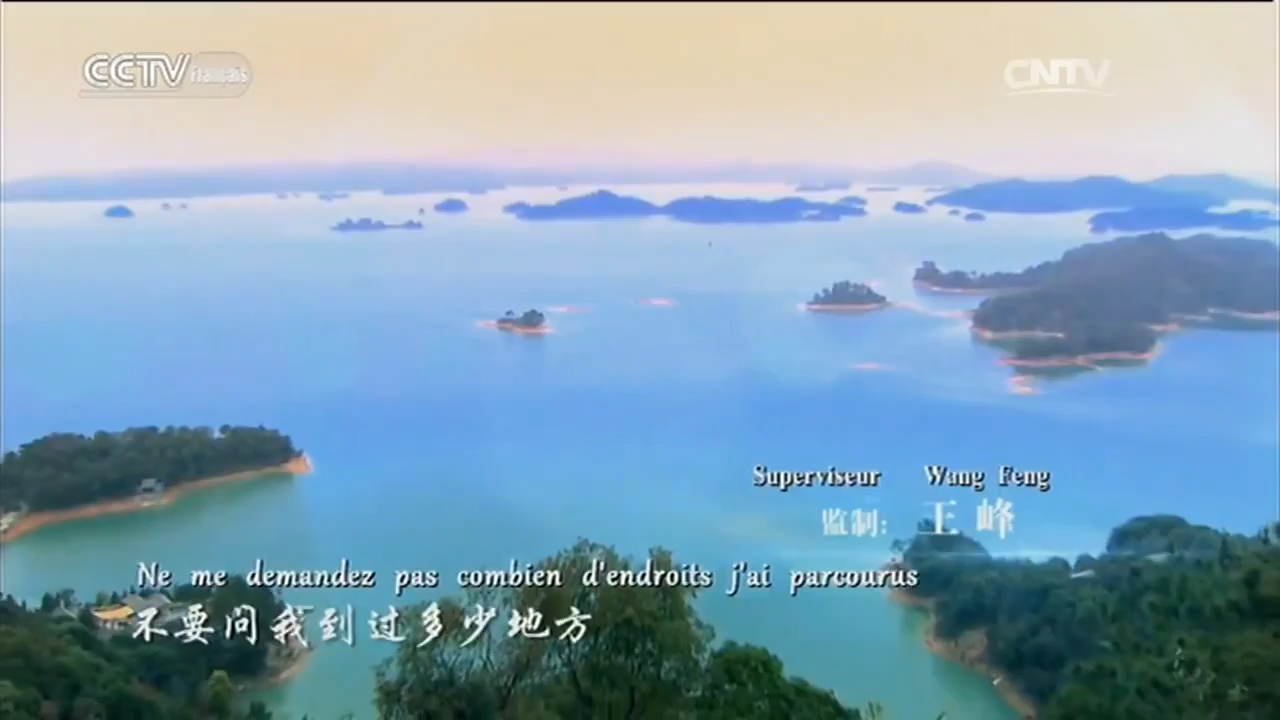 CCTV Français
CNTV
Superviseur Wang Feng
监制: 王峰
Ne me demandez pas combien d'endroits j'ai parcourus
不要问我到过多少地方